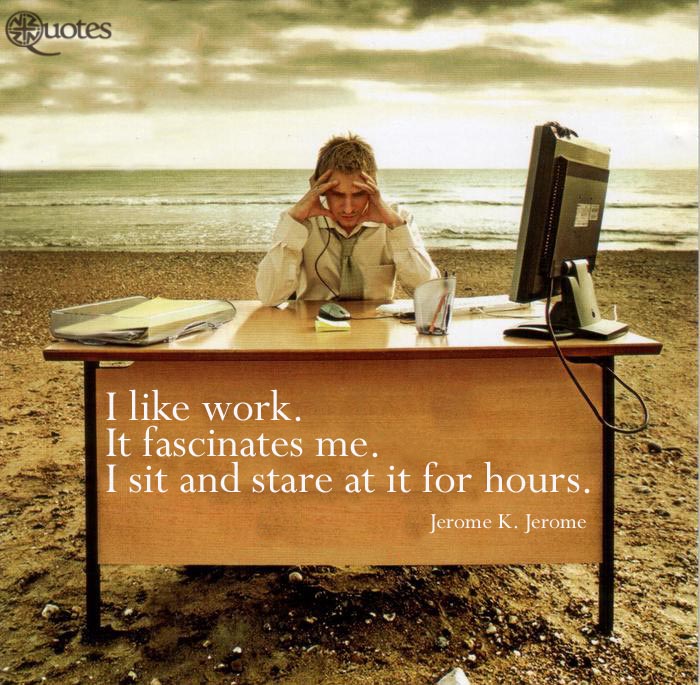 Quotes
I like work.
It fascinates me.
I sit and stare at it for hours.
Jerome K. Jerome